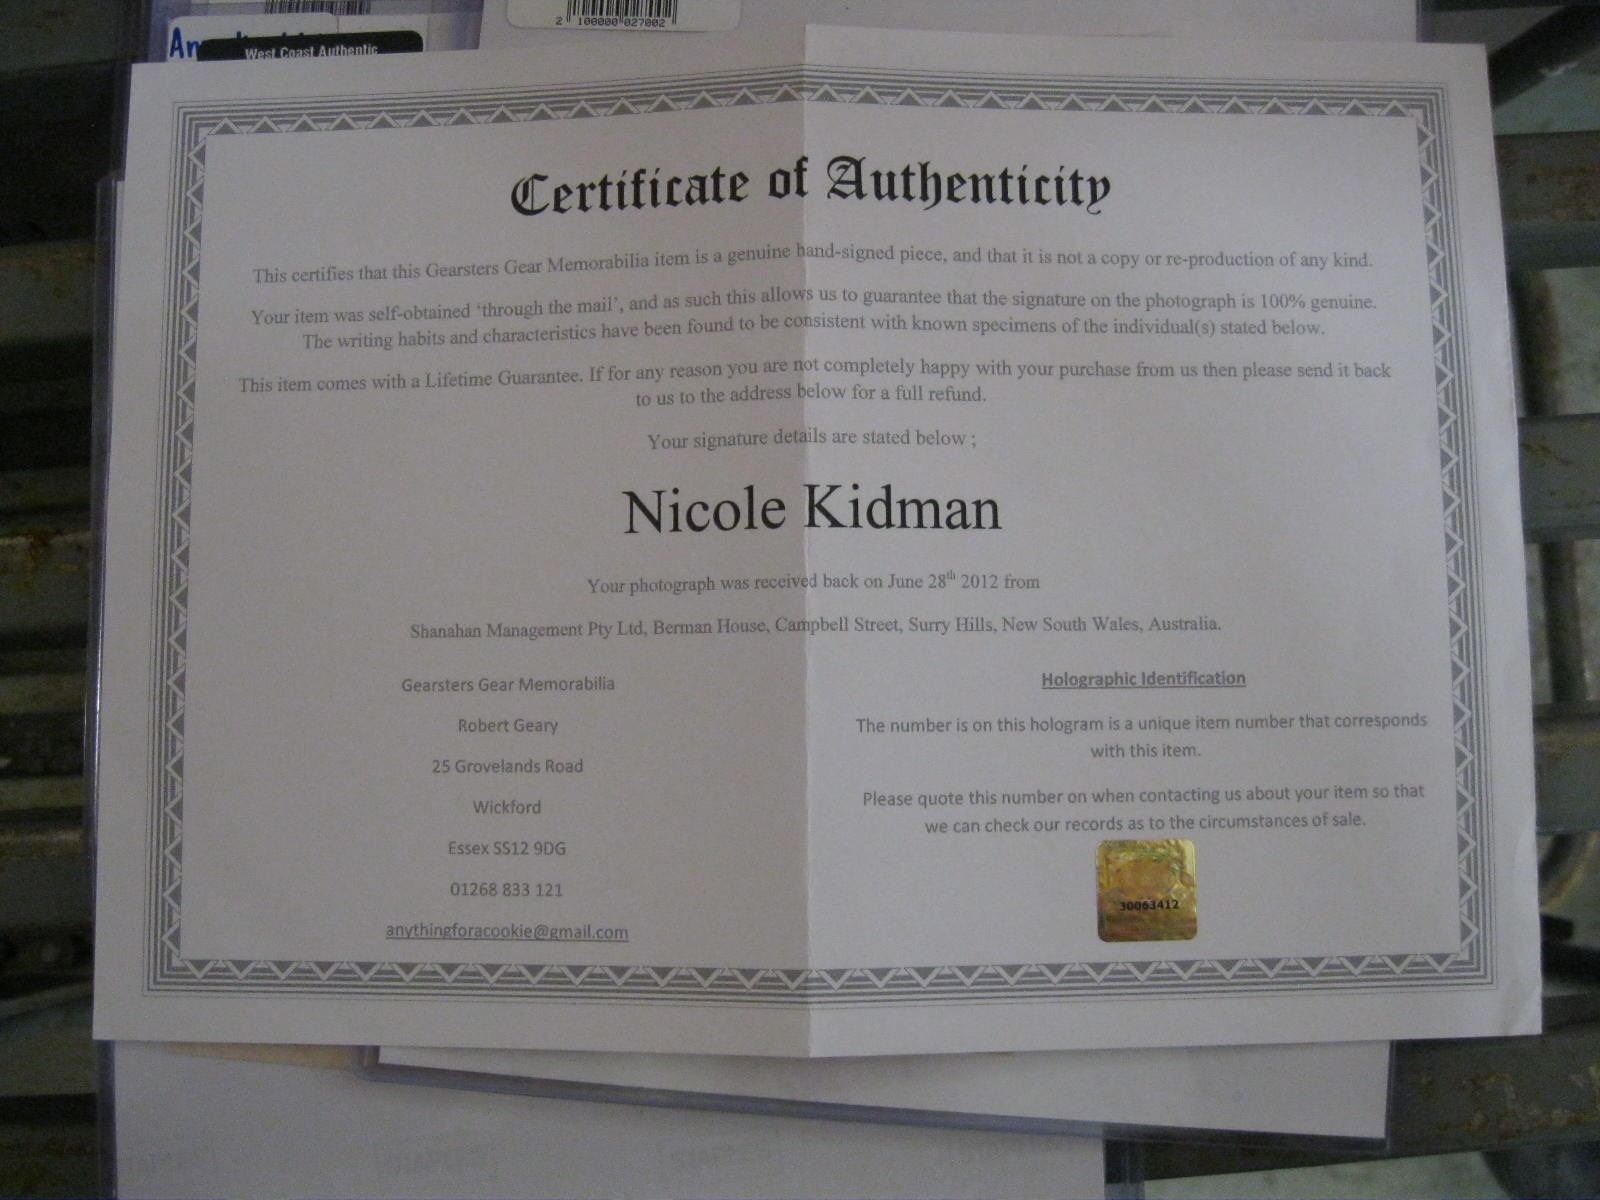 2 100000 027002
West Coast Authentic
Certificate of Authenticity
This certifies that this Gearsters Gear Memorabilia item is a genuine hand-signed piece, and that it is not a copy or re-production of any kind.
Your item was self-obtained ‘through the mail’, and as such this allows us to guarantee that the signature on the photograph is 100% genuine.
The writing habits and characteristics have been found to be consistent with known specimens of the individual(s) stated below.
This item comes with a Lifetime Guarantee. If for any reason you are not completely happy with your purchase from us then please send it back
to us to the address below for a full refund.
Your signature details are stated below ;
Nicole Kidman
Your photograph was received back on June 28th 2012 from
Shanahan Management Pty Ltd, Berman House, Campbell Street, Surry Hills, New South Wales, Australia.
Gearsters Gear Memorabilia
Robert Geary
25 Grovelands Road
Wickford
Essex SS12 9DG
01268 833 121
anythingforacookie@gmail.com
Holographic Identification
The number is on this hologram is a unique item number that corresponds
with this item.
Please quote this number on when contacting us about your item so that
we can check our records as to the circumstances of sale.
30063412